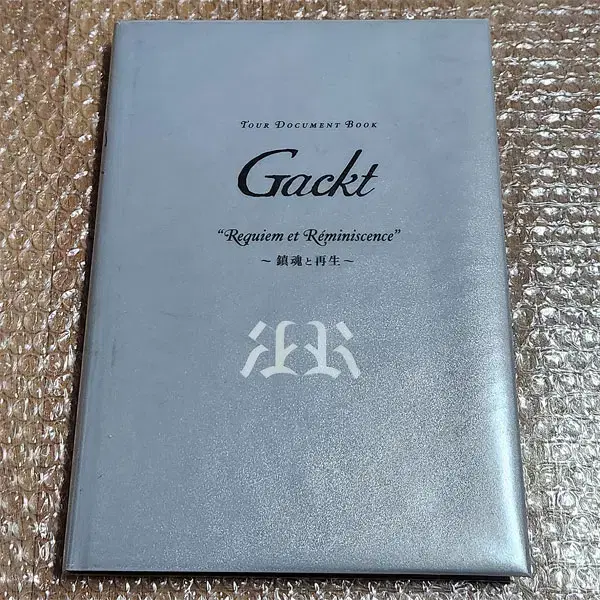 Tour Document Book
Gackt
“Requiem et Réminiscence”
～鎮魂と再生～